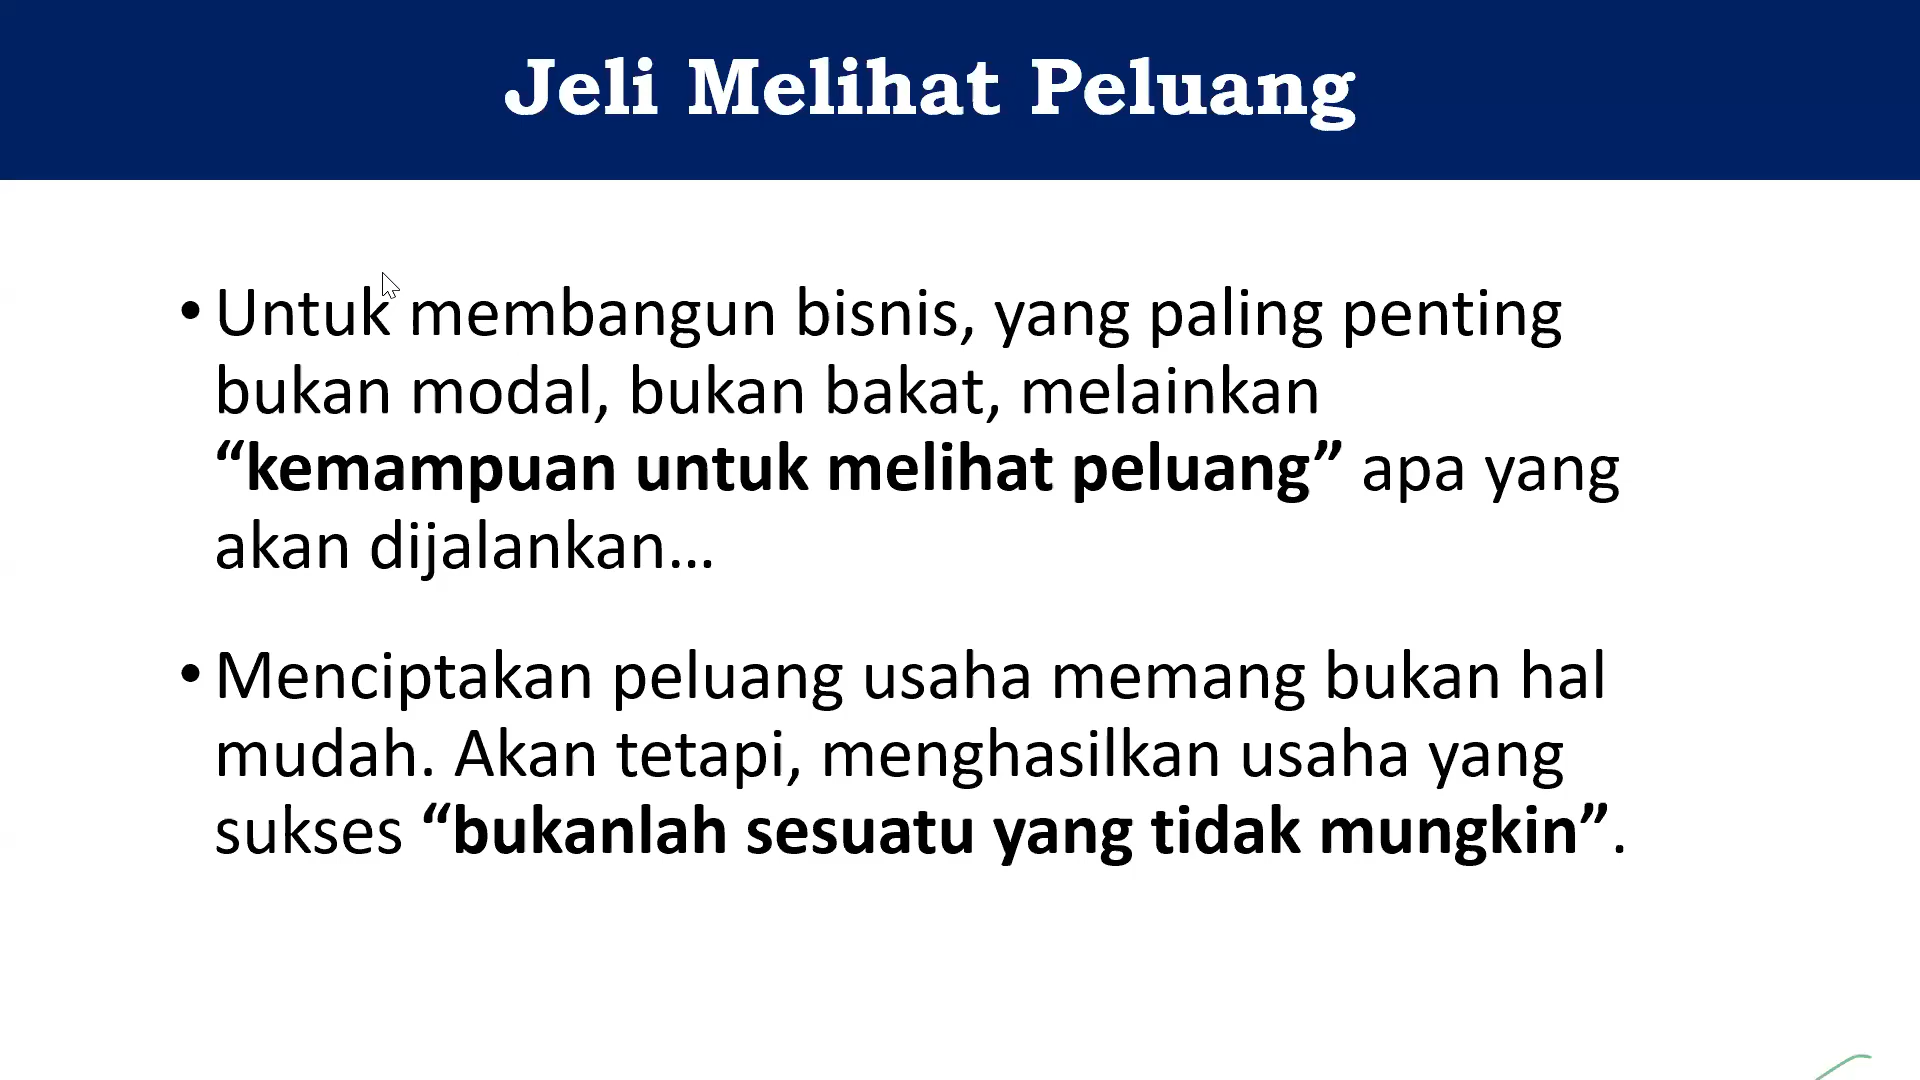 Jeli Melihat Peluang
• Untuk membangun bisnis, yang paling penting
bukan modal, bukan bakat, melainkan
“kemampuan untuk melihat peluang” apa yang
akan dijalankan…
• Menciptakan peluang usaha memang bukan hal
mudah. Akan tetapi, menghasilkan usaha yang
sukses “bukanlah sesuatu yang tidak mungkin”.